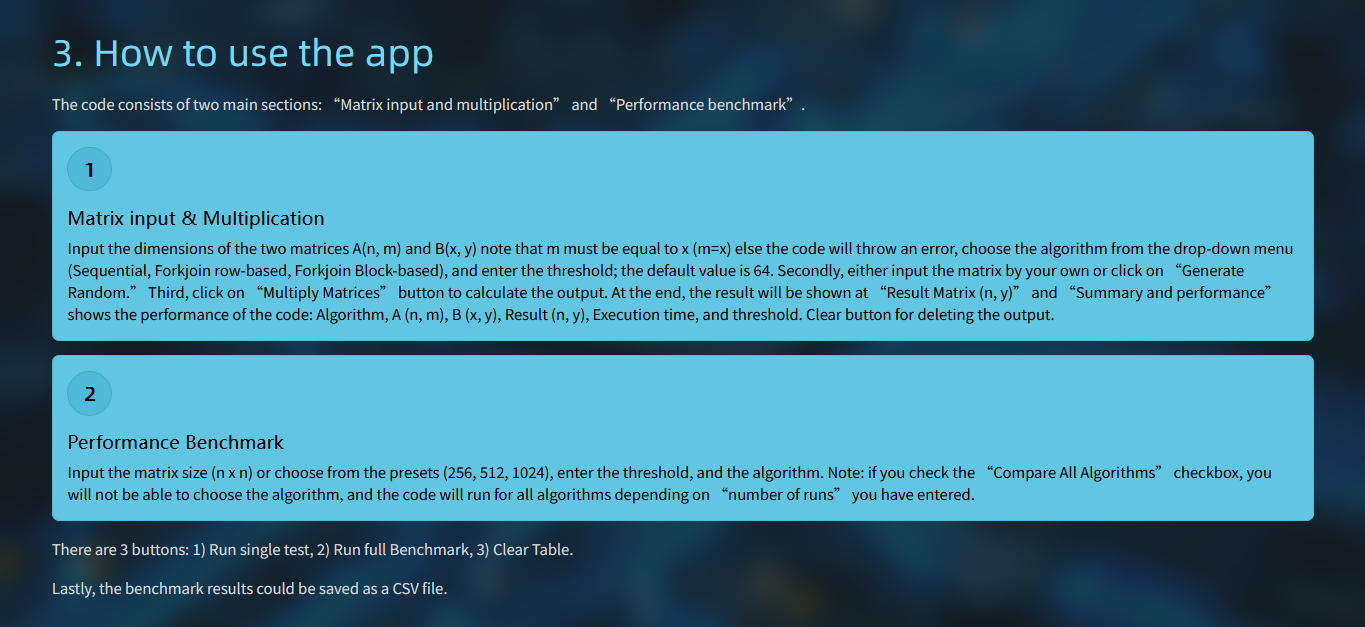 3. How to use the app
The code consists of two main sections: “Matrix input and multiplication” and “Performance benchmark”.
1
Matrix input & Multiplication
Input the dimensions of the two matrices A(n, m) and B(x, y) note that m must be equal to x (m=x) else the code will throw an error, choose the algorithm from the drop-down menu
(Sequential, Forkjoin row-based, Forkjoin Block-based), and enter the threshold; the default value is 64. Secondly, either input the matrix by your own or click on “Generate
Random.” Third, click on “Multiply Matrices” button to calculate the output. At the end, the result will be shown at “Result Matrix (n, y)” and “Summary and performance”
shows the performance of the code: Algorithm, A (n, m), B (x, y), Result (n, y), Execution time, and threshold. Clear button for deleting the output.
2
Performance Benchmark
Input the matrix size (n x n) or choose from the presets (256, 512, 1024), enter the threshold, and the algorithm. Note: if you check the “Compare All Algorithms” checkbox, you
will not be able to choose the algorithm, and the code will run for all algorithms depending on “number of runs” you have entered.
There are 3 buttons: 1) Run single test, 2) Run full Benchmark, 3) Clear Table.
Lastly, the benchmark results could be saved as a CSV file.